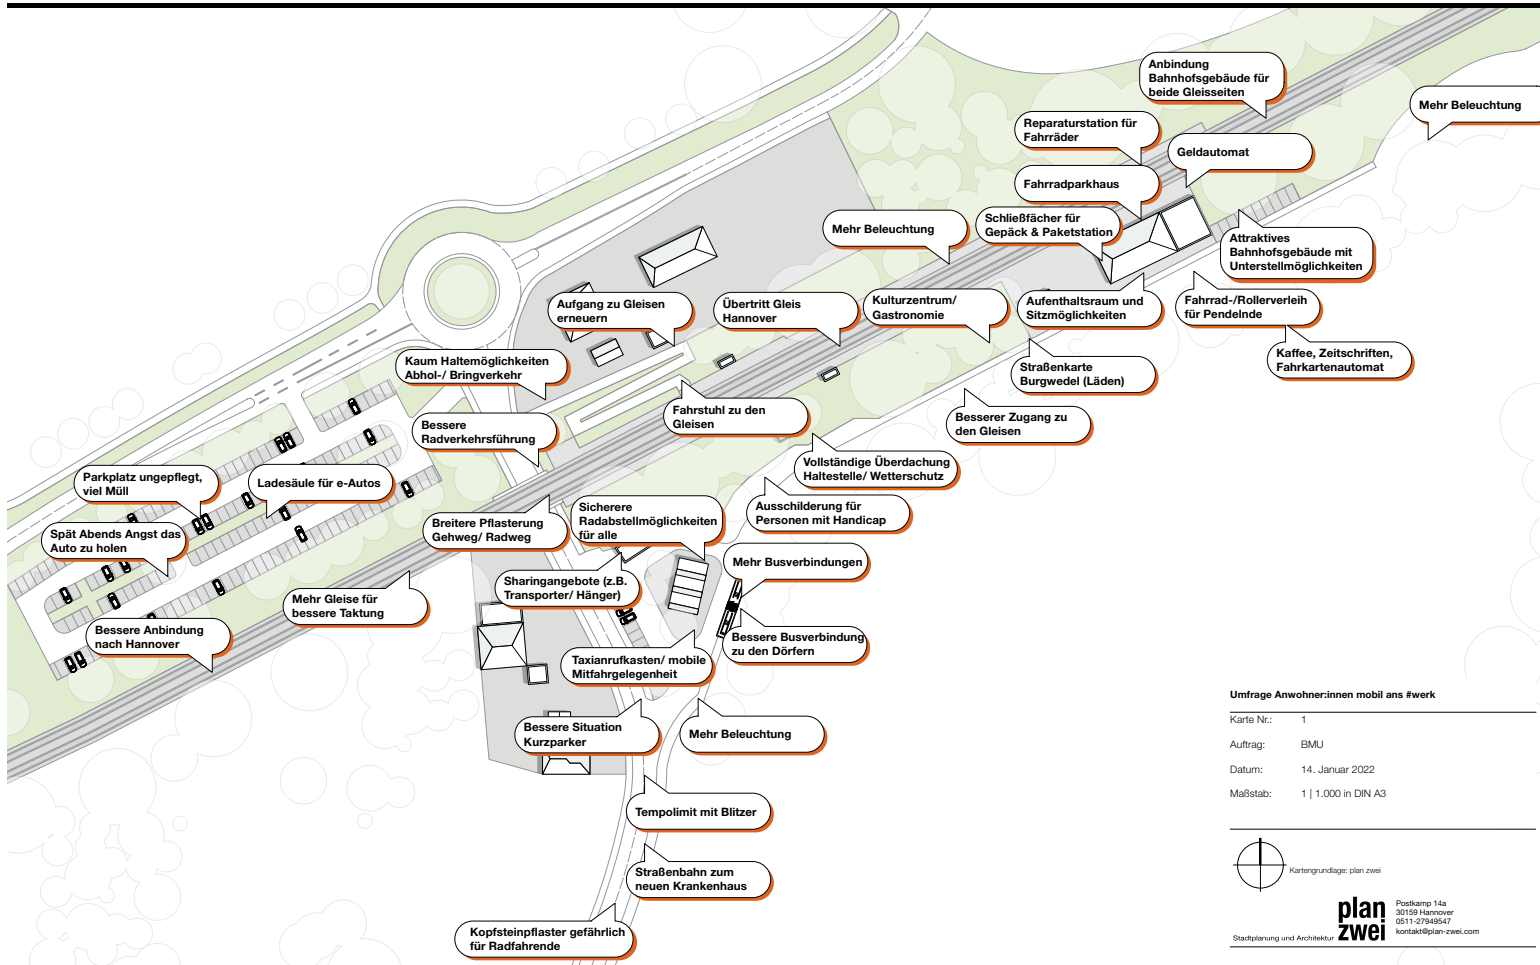 Anbindung
Bahnhofsgebäude für
beide Gleisseiten
Mehr Beleuchtung
Reparaturstation für
Fahrräder
Geldautomat
Fahrradparkhaus
Schließfächer für
Gepäck & Paketstation
Mehr Beleuchtung
Attraktives
Bahnhofsgebäude mit
Unterstellmöglichkeiten
Aufgang zu Gleisen
erneuern
Übertritt Gleis
Hannover
Kulturzentrum/
Gastronomie
Aufenthaltsraum und
Sitzmöglichkeiten
Fahrrad-/Rollerverleih
für Pendelnde
Kaffee, Zeitschriften,
Fahrkartenautomat
Kaum Haltemöglichkeiten
Abhol-/ Bringverkehr
Straßenkarte
Burgwedel (Läden)
Fahrstuhl zu den
Gleisen
Besserer Zugang zu
den Gleisen
Bessere
Radverkehrsführung
Vollständige Überdachung
Haltestelle/ Wetterschutz
Parkplatz ungepflegt,
viel Müll
Ladesäule für e-Autos
Ausschilderung für
Personen mit Handicap
Sicherere
Radabstellmöglichkeiten
für alle
Breitere Pflasterung
Gehweg/ Radweg
Spät Abends Angst das
Auto zu holen
Mehr Busverbindungen
Sharingangebote (z.B.
Transporter/ Hänger)
Mehr Gleise für
bessere Taktung
Bessere Anbindung
nach Hannover
Bessere Busverbindung
zu den Dörfern
Taxianrufkasten/ mobile
Mitfahrgelegenheit
Bessere Situation
Kurzparker
Mehr Beleuchtung
Tempolimit mit Blitzer
Straßenbahn zum
neuen Krankenhaus
Kopfsteinpflaster gefährlich
für Radfahrende
Umfrage Anwohner:innen mobil ans #werk
Karte Nr.: 1
Auftrag: BMU
Datum: 14. Januar 2022
Maßstab: 1 | 1.000 in DIN A3
Kartengrundlage: plan zwei
Stadtplanung und Architektur
plan
zwei
Postkamp 14a
30159 Hannover
0511-27949547
kontakt@plan-zwei.com